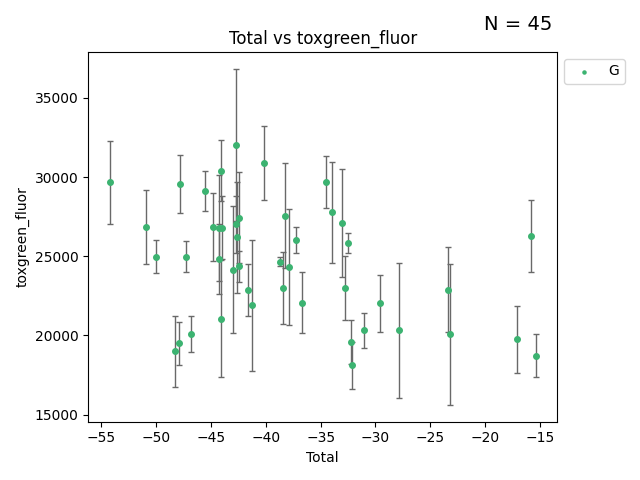 N = 45
Total vs toxgreen_fluor
G
toxgreen_fluor
35000
30000
25000
20000
15000
−55 −50 −45 −40 −35 −30 −25 −20 −15
Total